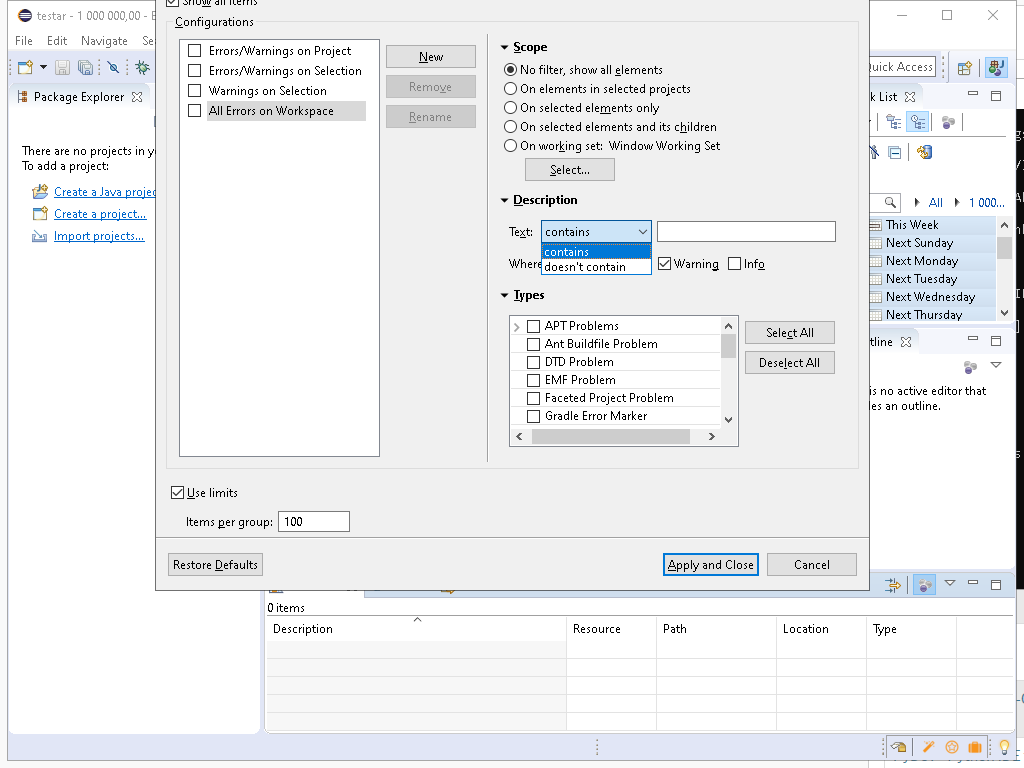 testar - 1 000 000,00 - E
Show all items
File Edit Navigate Se
Quick Access
Package Explorer
There are no projects in y
To add a project:
Create a Java projec
Create a project...
Import projects...
Configurations
Errors/Warnings on Project
Errors/Warnings on Selection
Warnings on Selection
All Errors on Workspace
New
Remove
Rename
Scope
No filter, show all elements
On elements in selected projects
On selected elements only
On selected elements and its children
On working set: Window Working Set
Select...
Description
Text: contains
contains
doesn't contain
Where
Warning
Info
Types
APT Problems
Ant Buildfile Problem
DTD Problem
EMF Problem
Faceted Project Problem
Gradle Error Marker
Select All
Deselect All
Use limits
Items per group: 100
Restore Defaults
Apply and Close
Cancel
k List
All
1 000...
This Week
Next Sunday
Next Monday
Next Tuesday
Next Wednesday
Next Thursday
tline
is no active editor that
des an outline.
0 items
Description Resource Path Location Type